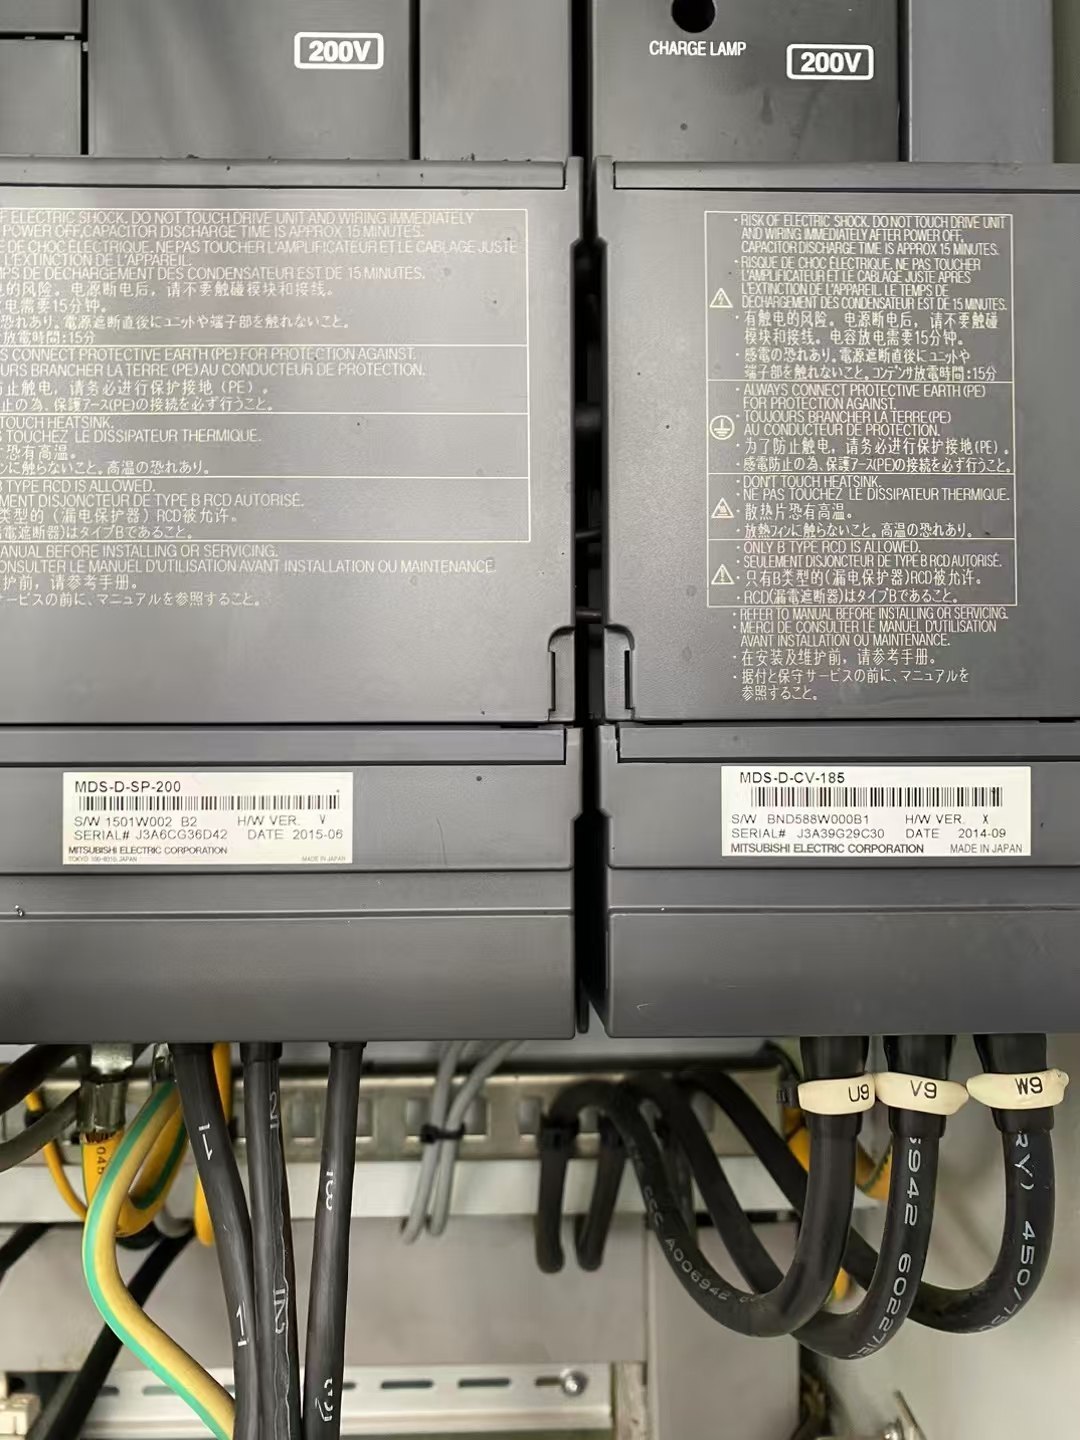 200V
CHARGE LAMP
200V
F ELECTRIC SHOCK. DO NOT TOUCH DRIVE UNIT AND WIRING IMMEDIATELY
POWER OFF,CAPACITOR DISCHARGE TIME IS APPROX 15 MINUTES.
E DE CHOC ÉLECTRIQUE. NE PAS TOUCHER L'AMPLIFICATEUR ET LE CABLAGE JUSTE
L'EXTINCTION DE L'APPAREIL.
MPS DE DECHARGEMENT DES CONDENSATEUR EST DE 15 MINUTES.
的风险。电源断电后，请不要触碰模块和接线。
电需要15分钟。
恐れあり。電源遮断直後にユニットや端子部を触れないこと。
放電時間:15分
S CONNECT PROTECTIVE EARTH (PE) FOR PROTECTION AGAINST.
URS BRANCHER LA TERRE (PE) AU CONDUCTEUR DE PROTECTION.
止触电，请务必进行保护接地（PE）。
止の為、保護アース(PE)の接続を必ず行うこと。
TOUCH HEATSINK.
S TOUCHEZ LE DISSIPATEUR THERMIQUE.
恐有高温。
ンに触らないこと。高温の恐れあり。
B TYPE RCD IS ALLOWED.
MENT DISJONCTEUR DE TYPE B RCD AUTORISÉ.
类型的（漏电保护器）RCD被允许。
電遮断器)はタイプBであること。
ANUAL BEFORE INSTALLING OR SERVICING.
ONSULTER LE MANUEL D'UTILISATION AVANT INSTALLATION OU MAINTENANCE.
护前，请参考手册。
ービスの前に、マニュアルを参照すること。
・RISK OF ELECTRIC SHOCK. DO NOT TOUCH DRIVE UNIT
AND WIRING IMMEDIATELY AFTER POWER OFF,
CAPACITOR DISCHARGE TIME IS APPROX 15 MINUTES.
・RISQUE DE CHOC ÉLECTRIQUE. NE PAS TOUCHER
L'AMPLIFICATEUR ET LE CABLAGE JUSTE APRÈS
L'EXTINCTION DE L'APPAREIL. LE TEMPS DE
DECHARGEMENT DES CONDENSATEUR EST DE 15 MINUTES.
・有触电的风险。电源断电后，请不要触碰
模块和接线。电容放电需要15分钟。
・感電の恐れあり。電源遮断直後にユニットや
端子部を触れないこと。コンデンサ放電時間:15分
・ALWAYS CONNECT PROTECTIVE EARTH (PE)
FOR PROTECTION AGAINST.
・TOUJOURS BRANCHER LA TERRE (PE)
AU CONDUCTEUR DE PROTECTION.
・为了防止触电，请务必进行保护接地(PE)。
・感電防止の為、保護アース(PE)の接続を必ず行うこと。
・DON'T TOUCH HEATSINK.
・NE PAS TOUCHEZ LE DISSIPATEUR THERMIQUE.
・散热片恐有高温。
・放熱フィンに触らないこと。高温の恐れあり。
・ONLY B TYPE RCD IS ALLOWED.
・SEULEMENT DISJONCTEUR DE TYPE B RCD AUTORISÉ.
・只有B类型的(漏电保护器)RCD被允许。
・RCD(漏電遮断器)はタイプBであること。
・REFER TO MANUAL BEFORE INSTALLING OR SERVICING.
・MERCI DE CONSULTER LE MANUEL D'UTILISATION
AVANT INSTALLATION OU MAINTENANCE.
・在安装及维护前，请参考手册。
・据付と保守サービスの前に、マニュアルを
参照すること。
MDS-D-SP-200
S/W 1501W002 B2 H/W VER. V
SERIAL# J3A6CG36D42 DATE 2015-06
MITSUBISHI ELECTRIC CORPORATION
TOKYO 100-8310 JAPAN MADE IN JAPAN
MDS-D-CV-185
S/W BND588W000B1 H/W VER. X
SERIAL# J3A39G29C30 DATE 2014-09
MITSUBISHI ELECTRIC CORPORATION MADE IN JAPAN
U9
V9
W9